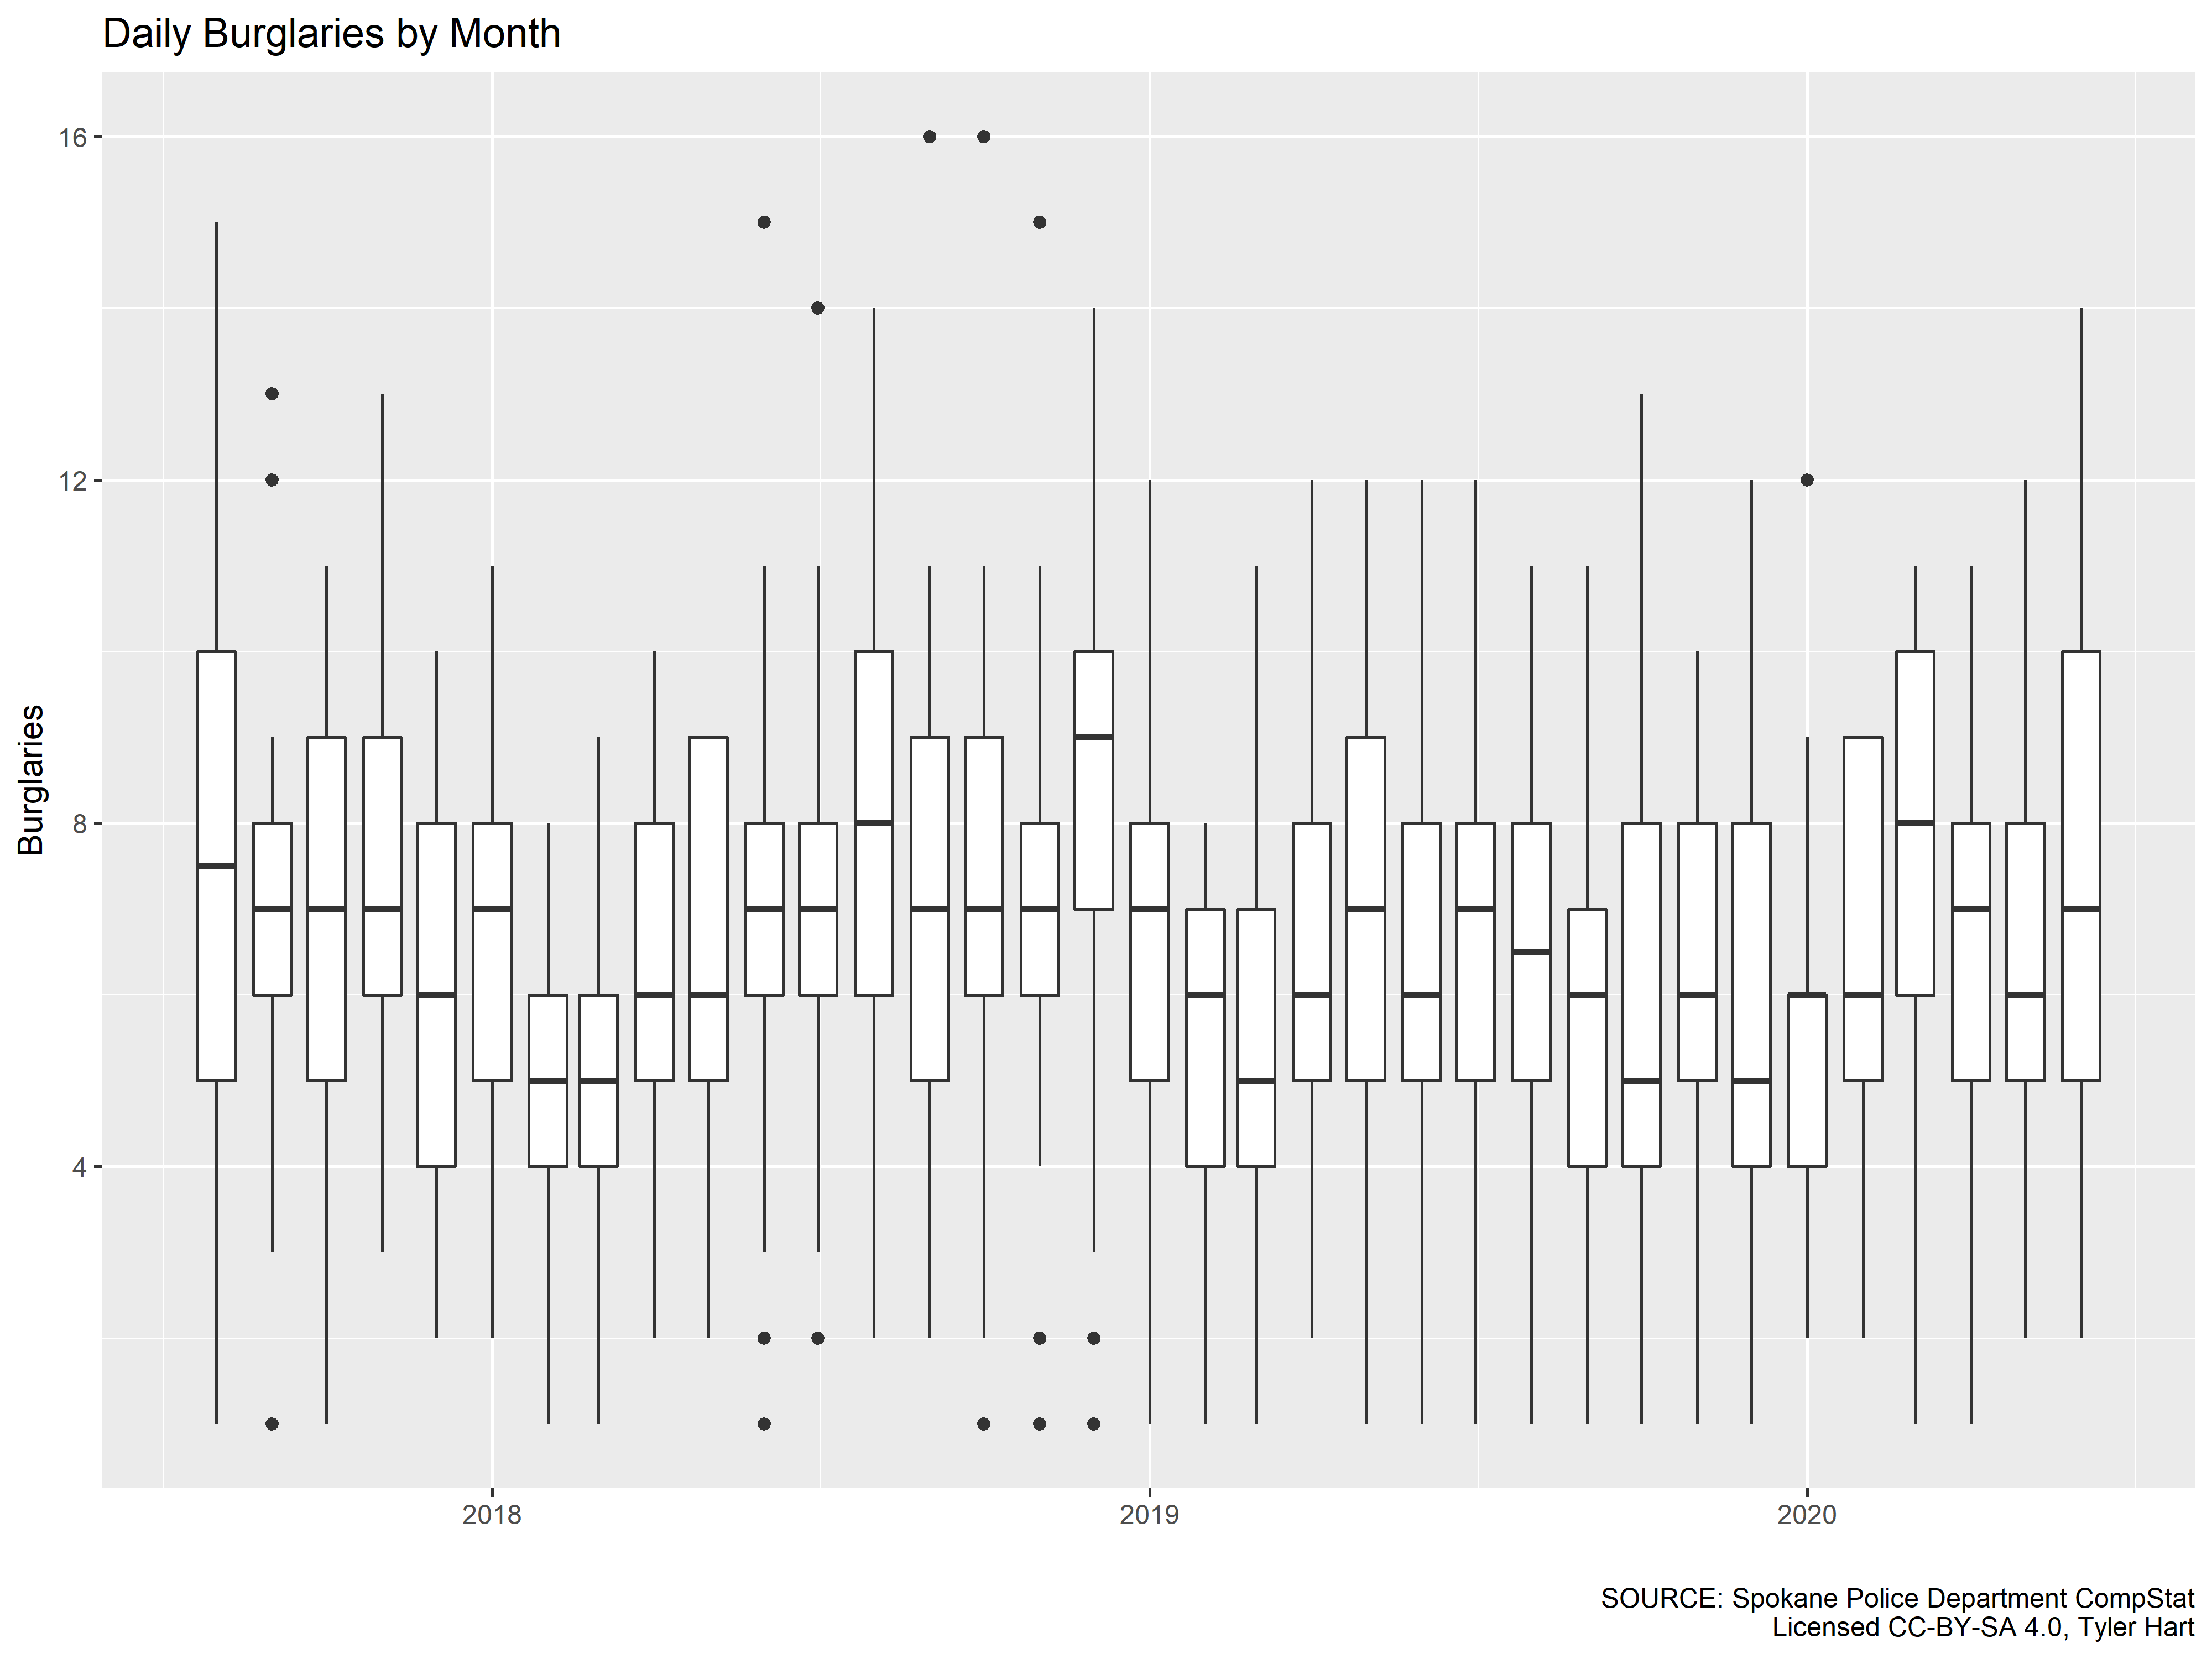 Daily Burglaries by Month
Burglaries
16
12
8
4
2018
2019
2020
SOURCE: Spokane Police Department CompStat
Licensed CC-BY-SA 4.0, Tyler Hart